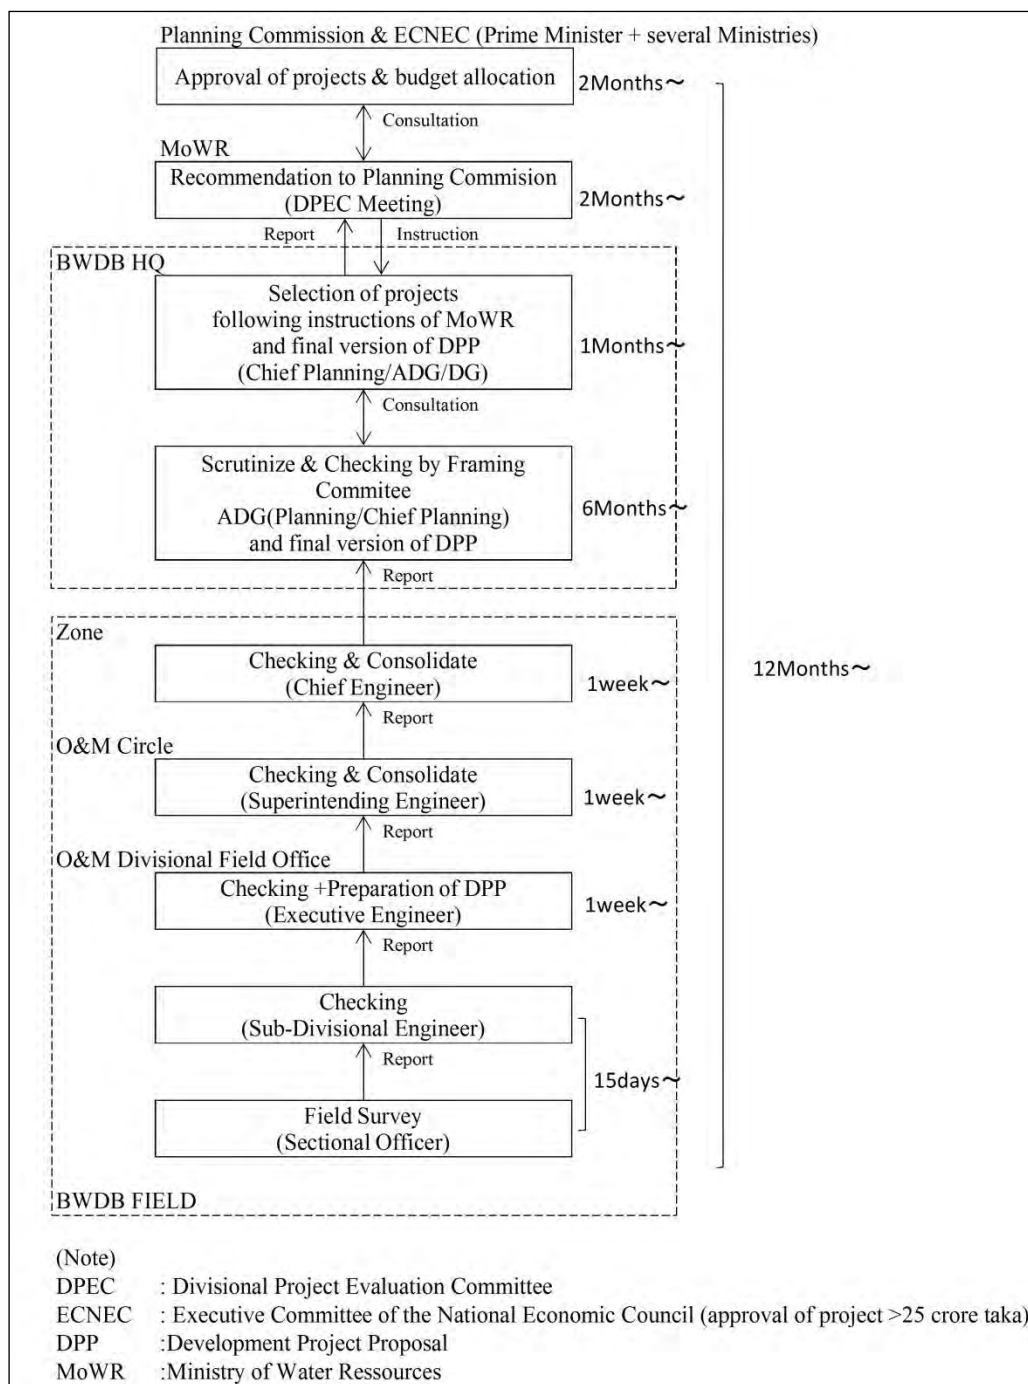 Planning Commission & ECNEC (Prime Minister + several Ministries)
Approval of projects & budget allocation
2Months～
Consultation
MoWR
Recommendation to Planning Commision
(DPEC Meeting)
2Months～
Report
Instruction
BWDB HQ
Selection of projects
following instructions of MoWR
and final version of DPP
(Chief Planning/ADG/DG)
1Months～
Consultation
Scrutinize & Checking by Framing
Commitee
ADG(Planning/Chief Planning)
and final version of DPP
6Months～
Report
Zone
Checking & Consolidate
(Chief Engineer)
1week～
12Months～
Report
O&M Circle
Checking & Consolidate
(Superintending Engineer)
1week～
Report
O&M Divisional Field Office
Checking +Preparation of DPP
(Executive Engineer)
1week～
Report
Checking
(Sub-Divisional Engineer)
Report
15days～
Field Survey
(Sectional Officer)
BWDB FIELD
(Note)
DPEC : Divisional Project Evaluation Committee
ECNEC : Executive Committee of the National Economic Council (approval of project >25 crore taka)
DPP :Development Project Proposal
MoWR :Ministry of Water Ressources